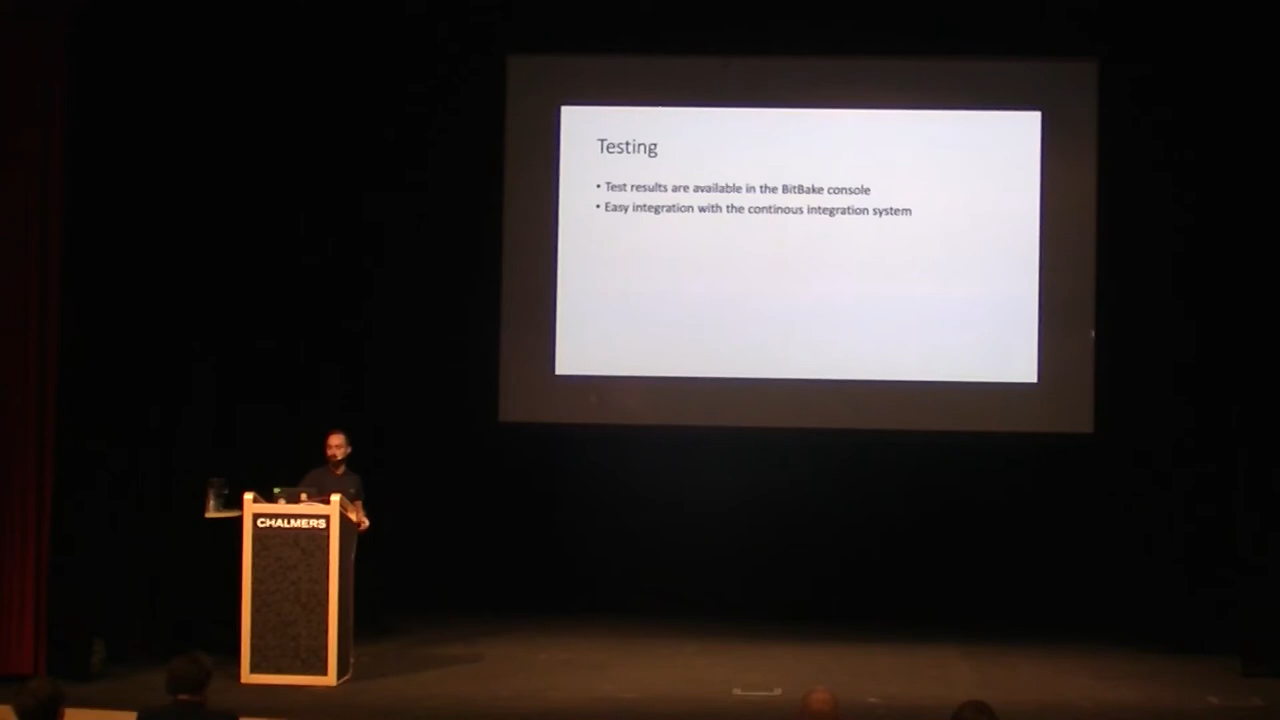 Testing
• Test results are available in the BitBake console
• Easy integration with the continous integration system
CHALMERS